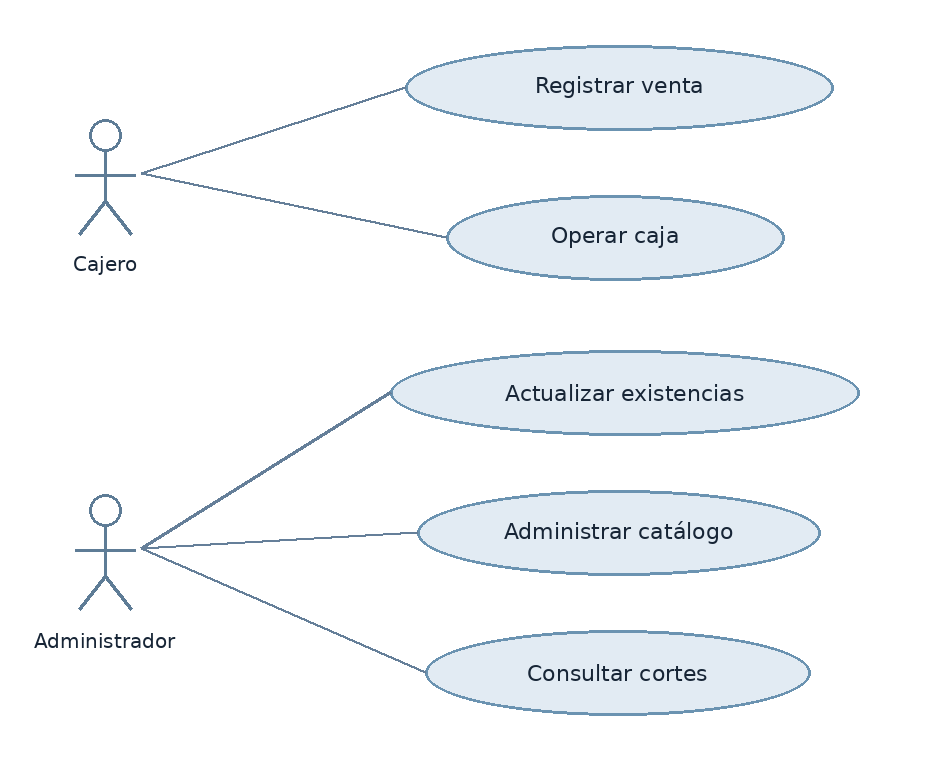 Registrar venta
Cajero
Operar caja
Actualizar existencias
Administrar catálogo
Administrador
Consultar cortes